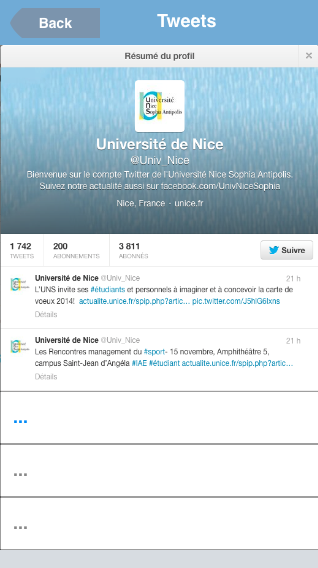 Back
Tweets
Résumé du profil
×
Université
Nice
Sophia Antipolis
Université de Nice
@Univ_Nice
Bienvenue sur le compte Twitter de l'Université Nice Sophia Antipolis.
Suivez notre actualité aussi sur facebook.com/UnivNiceSophia
Nice, France · unice.fr
1 742 200 3 811
TWEETS ABONNEMENTS ABONNÉS
Suivre
Université de Nice @Univ_Nice 21 h
L'UNS invite ses #étudiants et personnels à imaginer et à concevoir la carte de
voeux 2014! actualite.unice.fr/spip.php?artic… pic.twitter.com/J5hIG6Ixns
Détails
Université de Nice @Univ_Nice 21 h
Les Rencontres management du #sport- 15 novembre, Amphithéâtre 5,
campus Saint-Jean d'Angéla #IAE #étudiant actualite.unice.fr/spip.php?artic…
Détails
...
...
...